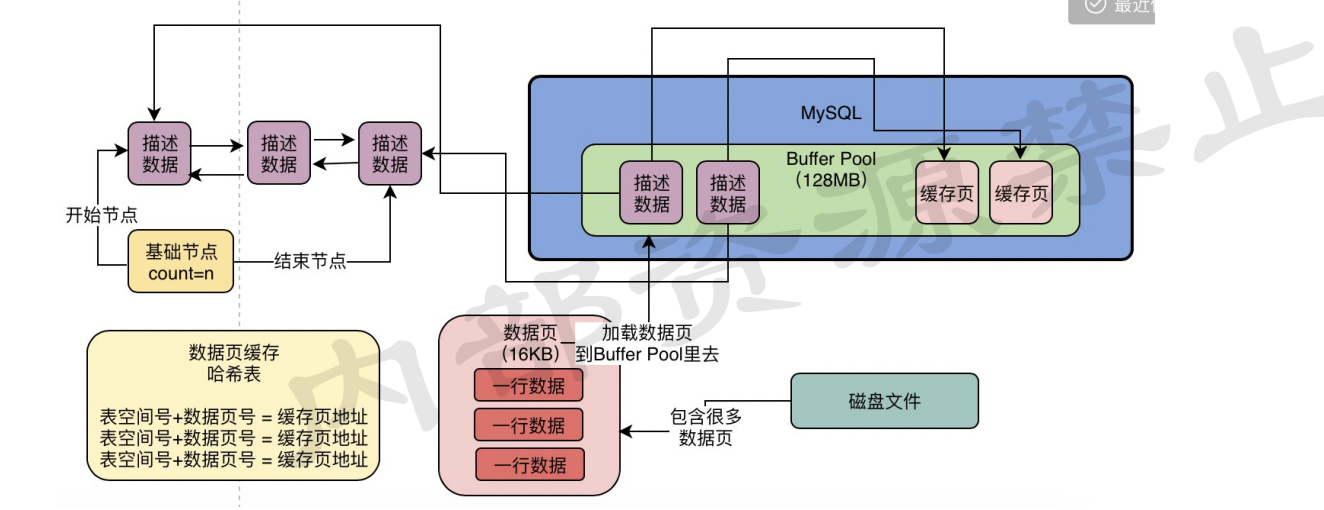 最近
MySQL
Buffer Pool
（128MB）
描述
数据
描述
数据
描述
数据
描述
数据
描述
数据
缓存页
缓存页
开始节点
基础节点
count=n
结束节点
数据页缓存
哈希表
表空间号+数据页号 = 缓存页地址
表空间号+数据页号 = 缓存页地址
表空间号+数据页号 = 缓存页地址
数据页
（16KB）
加载数据页
到Buffer Pool里去
一行数据
一行数据
一行数据
包含很多
数据页
磁盘文件
内部资源禁止